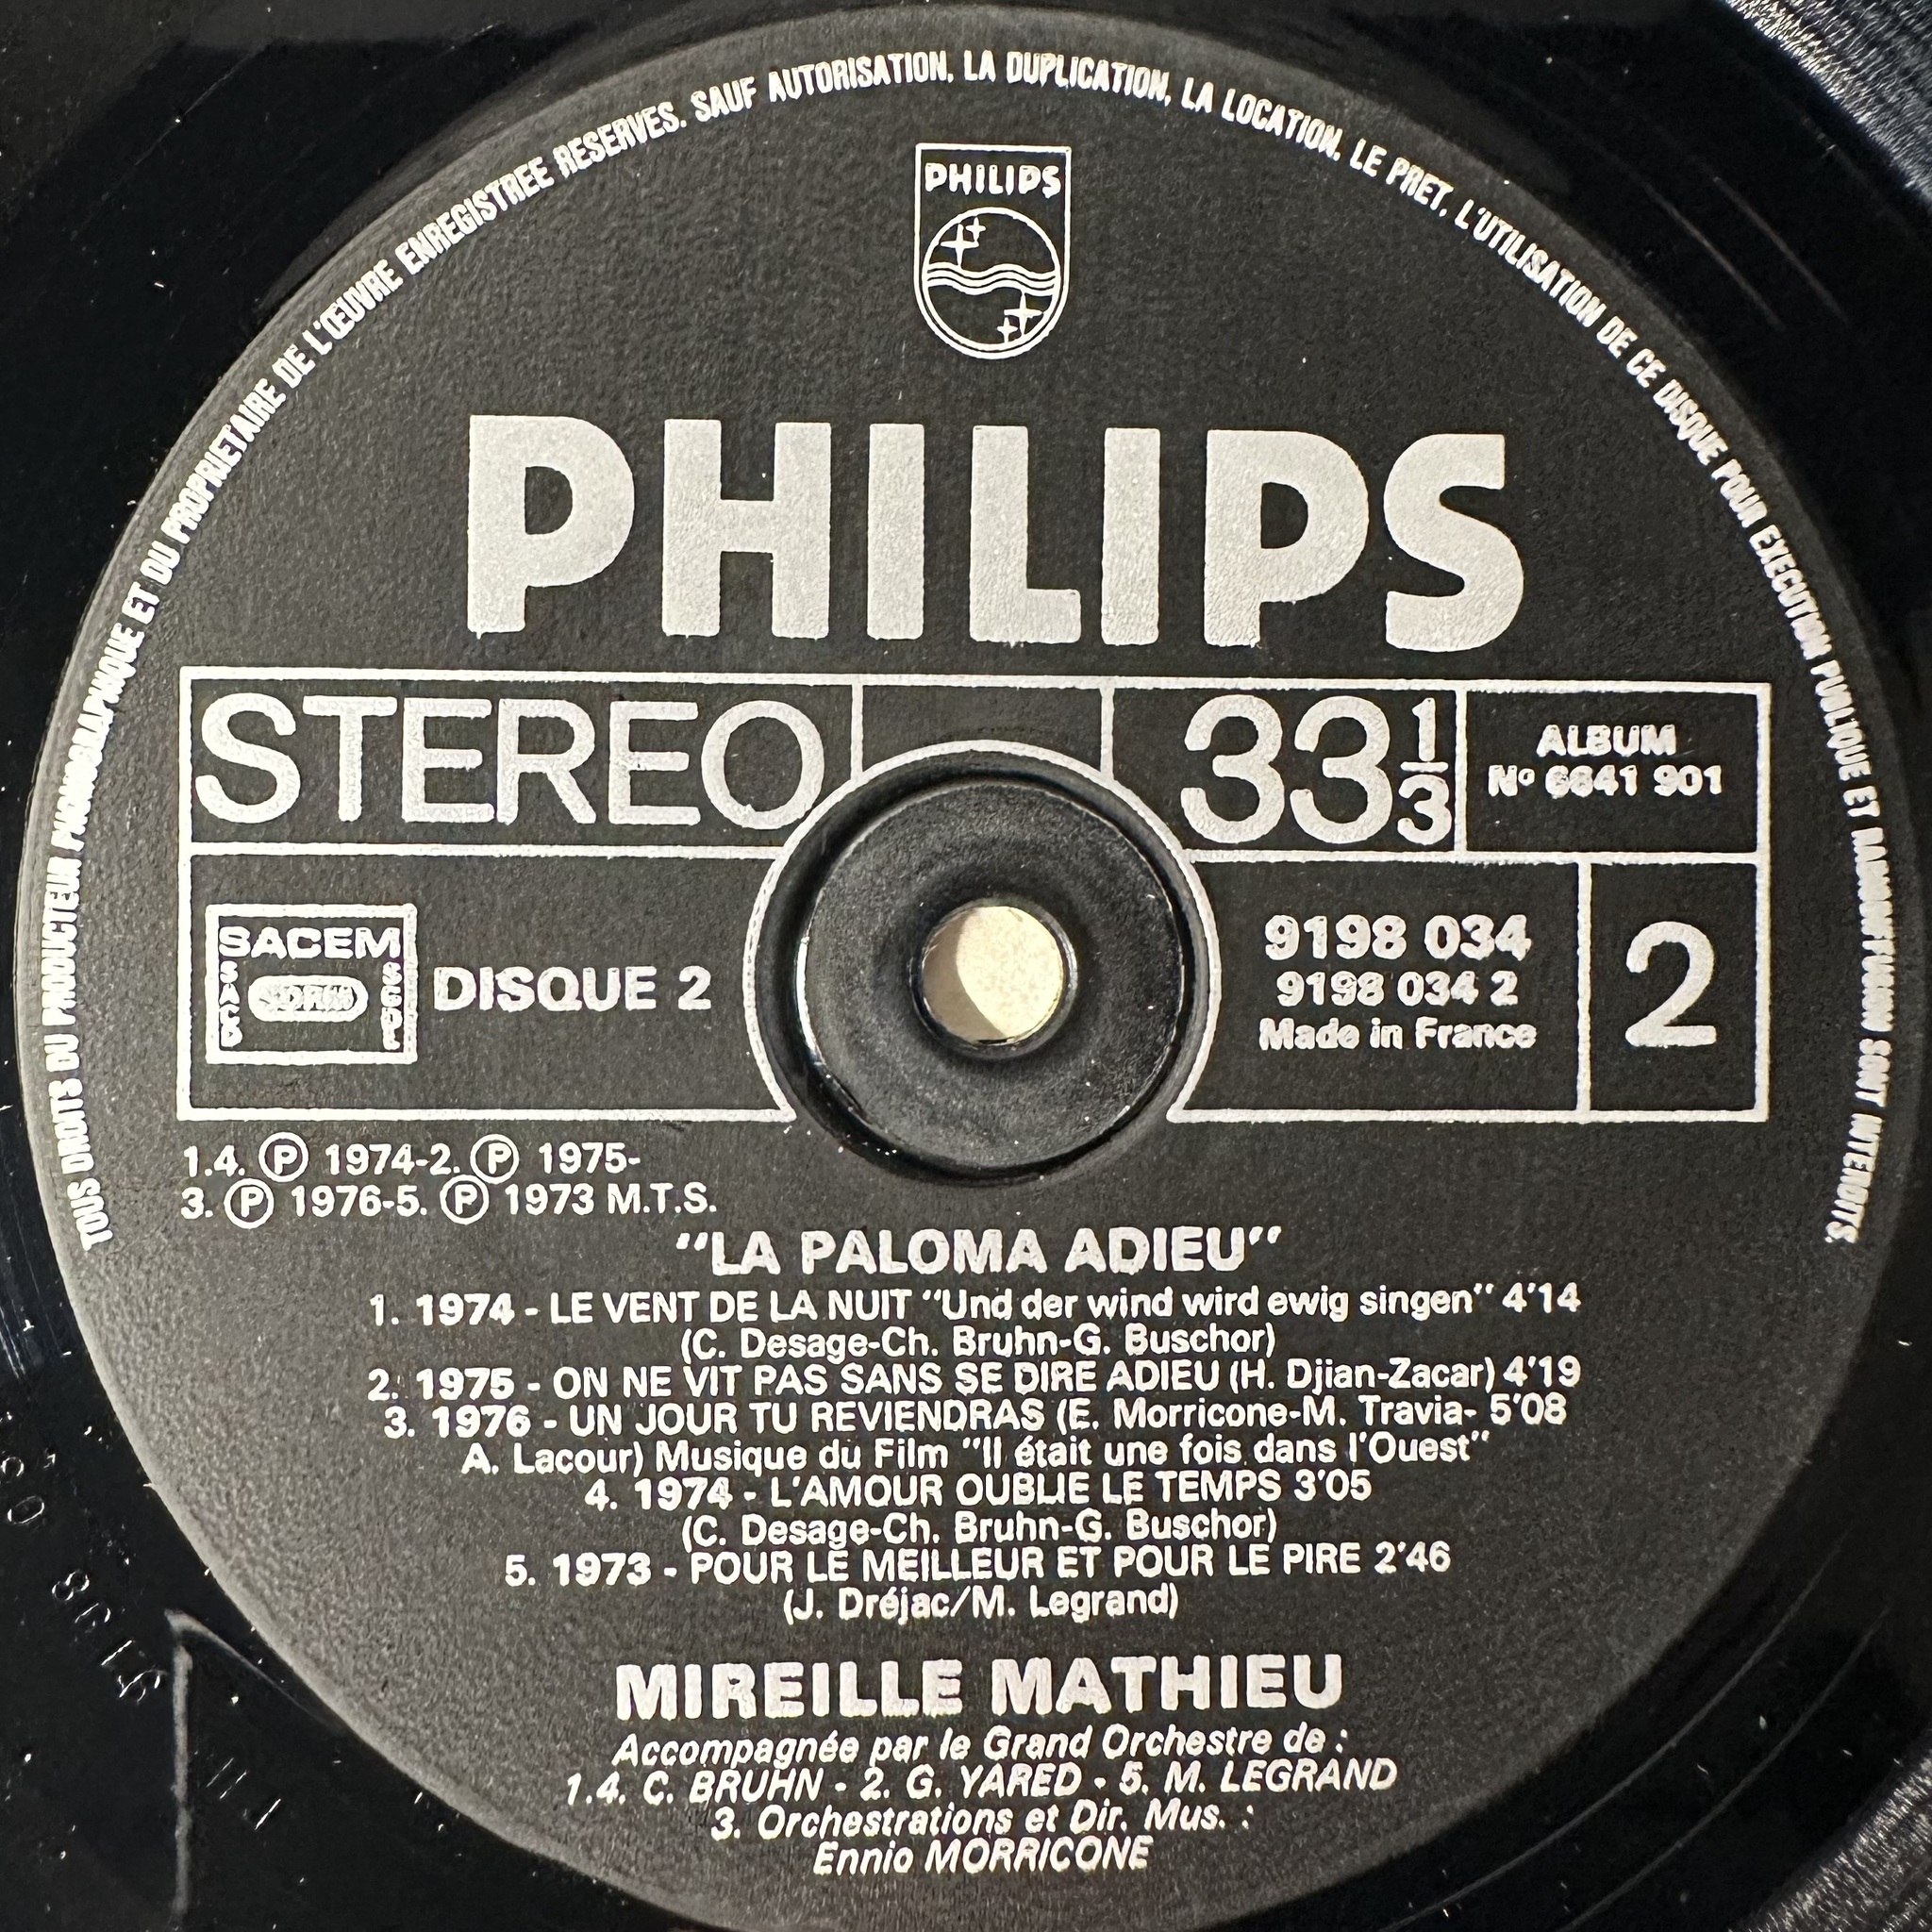 TOUS DROITS DU PRODUCTEUR PHONOGRAPHIQUE ET DU PROPRIETAIRE DE L'ŒUVRE ENREGISTREE RESERVES. SAUF AUTORISATION, LA DUPLICATION, LA LOCATION, LE PRET, L'UTILISATION DE CE DISQUE POUR EXECUTION PUBLIQUE ET RADIODIFFUSION SONT INTERDITS.
PHILIPS
PHILIPS
STEREO
33 1/3
ALBUM
Nº 6641 901
SACEM
SACD
SDRM
SGDL
DISQUE 2
9198 034
9198 034 2
Made in France
2
1.4. Ⓟ 1974-2. Ⓟ 1975-
3. Ⓟ 1976-5. Ⓟ 1973 M.T.S.
"LA PALOMA ADIEU"
1. 1974 - LE VENT DE LA NUIT "Und der wind wird ewig singen" 4'14
(C. Desage-Ch. Bruhn-G. Buschor)
2. 1975 - ON NE VIT PAS SANS SE DIRE ADIEU (H. Djian-Zacar) 4'19
3. 1976 - UN JOUR TU REVIENDRAS (E. Morricone-M. Travia- 5'08
A. Lacour) Musique du Film "Il était une fois dans l'Ouest"
4. 1974 - L'AMOUR OUBLIE LE TEMPS 3'05
(C. Desage-Ch. Bruhn-G. Buschor)
5. 1973 - POUR LE MEILLEUR ET POUR LE PIRE 2'46
(J. Dréjac/M. Legrand)
MIREILLE MATHIEU
Accompagnée par le Grand Orchestre de :
1.4. C. BRUHN - 2. G. YARED - 5. M. LEGRAND
3. Orchestrations et Dir. Mus. :
Ennio MORRICONE
9198